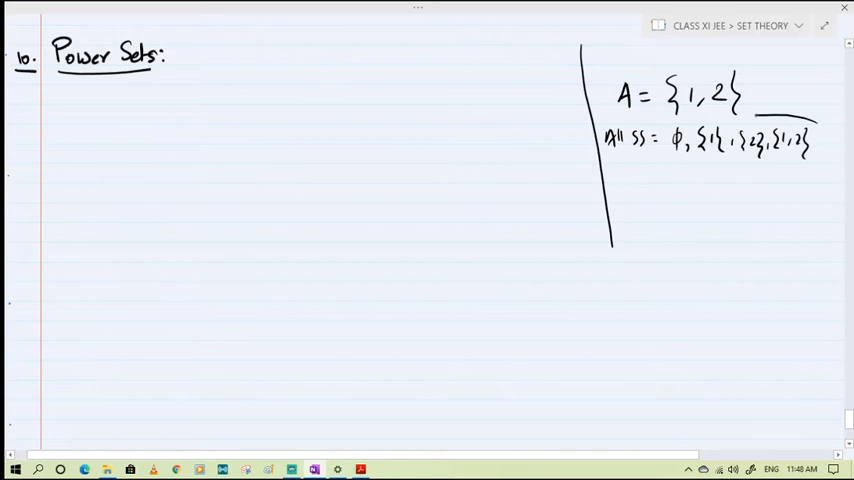 CLASS XI JEE > SET THEORY
10. Power Sets:
A = {1, 2}
All SS = φ, {1}, {2}, {1, 2}
ENG 11:48 AM